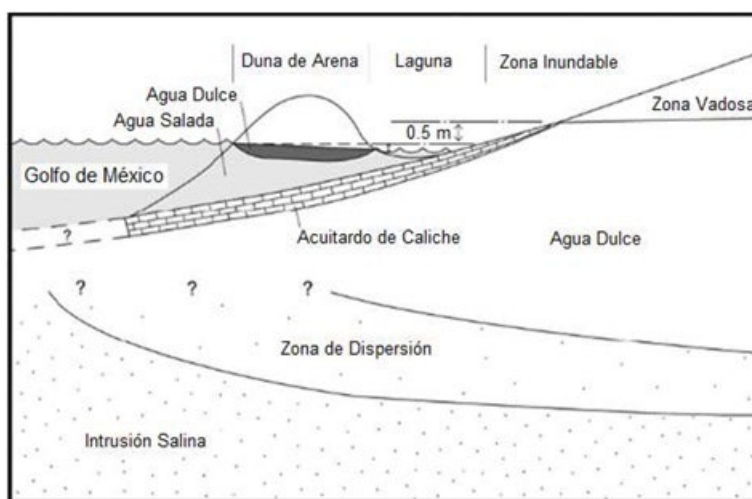 Duna de Arena
Laguna
Zona Inundable
Agua Dulce
Agua Salada
Zona Vadosa
0.5 m
Golfo de México
?
Acuitardo de Caliche
Agua Dulce
? ? ?
Zona de Dispersión
Intrusión Salina